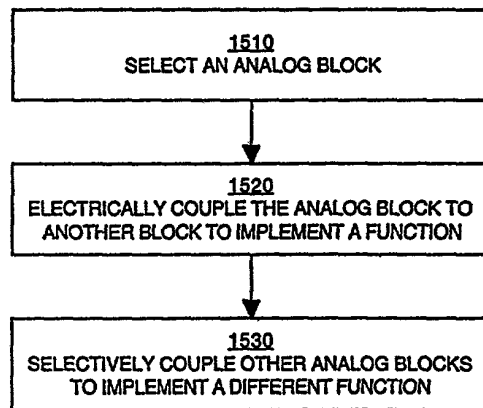 1510
SELECT AN ANALOG BLOCK
1520
ELECTRICALLY COUPLE THE ANALOG BLOCK TO
ANOTHER BLOCK TO IMPLEMENT A FUNCTION
1530
SELECTIVELY COUPLE OTHER ANALOG BLOCKS
TO IMPLEMENT A DIFFERENT FUNCTION